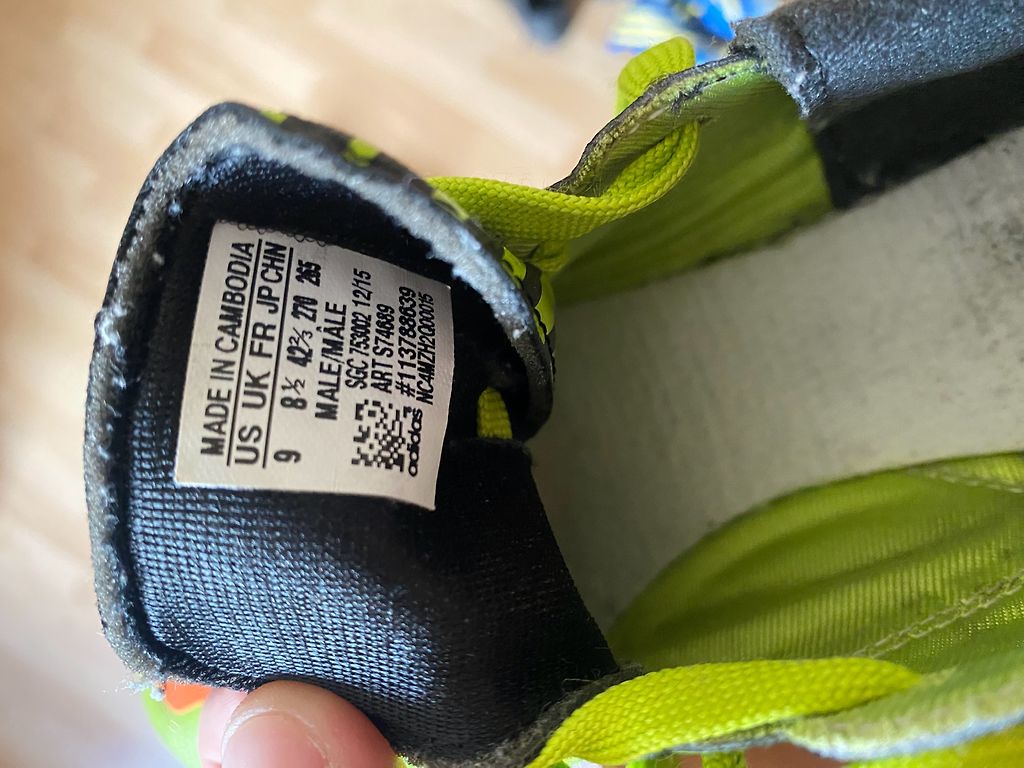 MADE IN CAMBODIA
US UK FR JP CHN
9 8½ 42⅔ 270 265
MALE/MÂLE
SGC 753002 12/15
ART S74689
#113788639
NC4MZH2Q00015
adidas